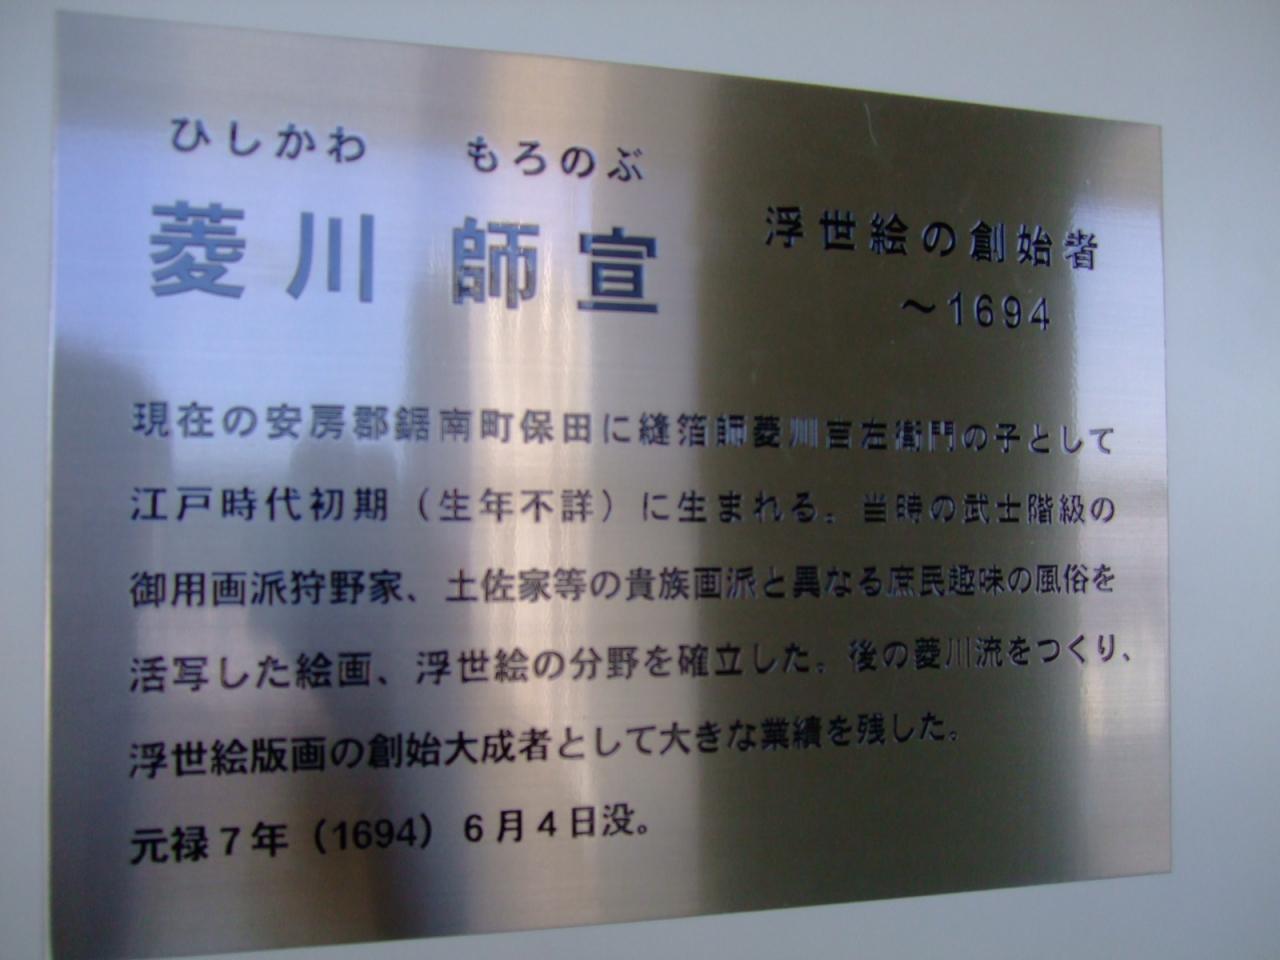 ひしかわ もろのぶ
菱川 師宣 浮世絵の創始者
～1694
現在の安房郡鋸南町保田に縫箔師菱川吉左衛門の子として
江戸時代初期（生年不詳）に生まれる。当時の武士階級の
御用画派狩野家、土佐家等の貴族画派と異なる庶民趣味の風俗を
活写した絵画、浮世絵の分野を確立した。後の菱川流をつくり、
浮世絵版画の創始大成者として大きな業績を残した。
元禄７年（1694）６月４日没。